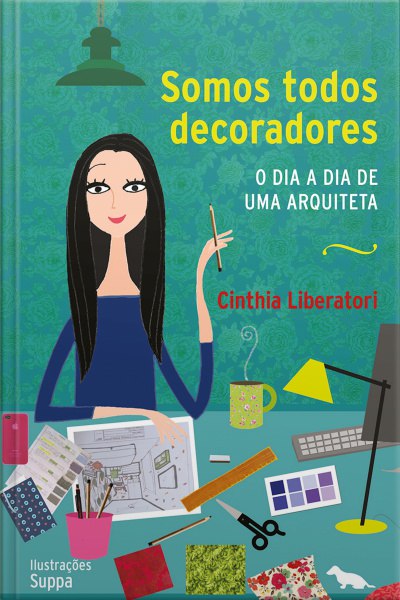 Somos todos
decoradores
O DIA A DIA DE
UMA ARQUITETA
Cinthia Liberatori
Ilustrações
Suppa